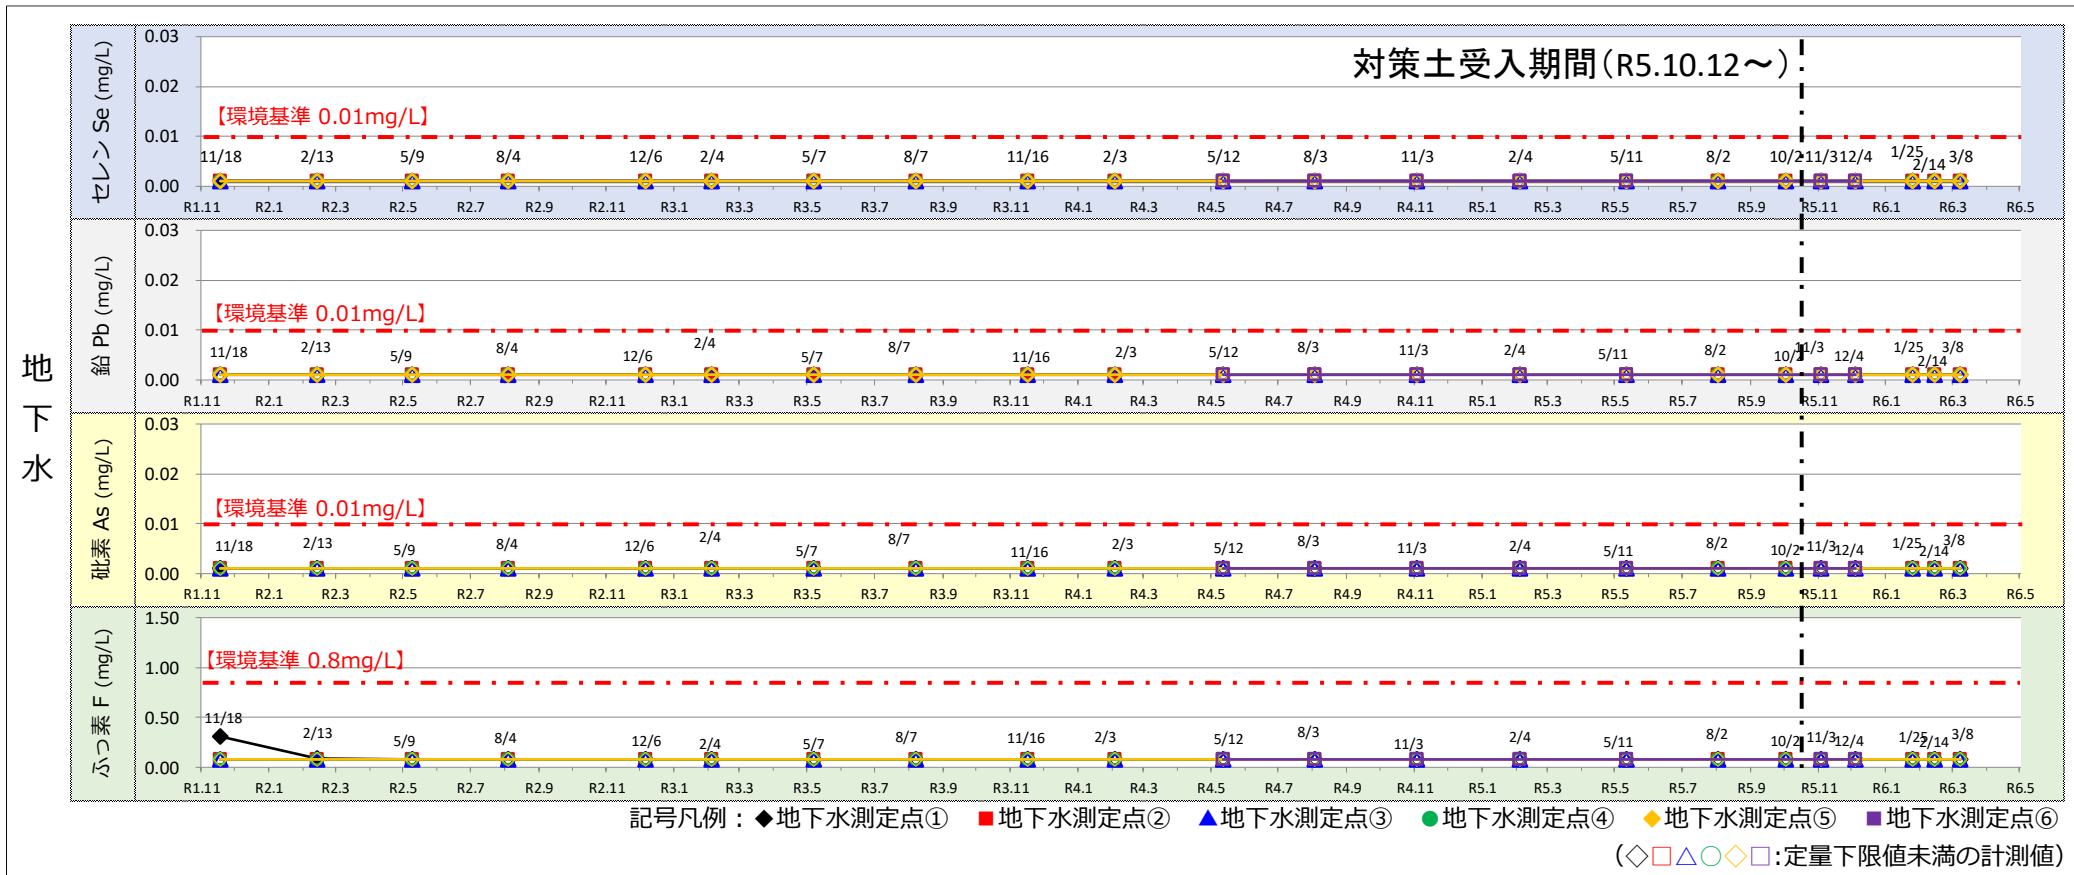 地下水
対策土受入期間（R5.10.12～）
セレン Se (mg/L)
0.03
0.02
【環境基準 0.01mg/L】
0.01
11/18 2/13 5/9 8/4 12/6 2/4 5/7 8/7 11/16 2/3 5/12 8/3 11/3 2/4 5/11 8/2 10/2 11/3 12/4 1/25 2/14 3/8
0.00
R1.11 R2.1 R2.3 R2.5 R2.7 R2.9 R2.11 R3.1 R3.3 R3.5 R3.7 R3.9 R3.11 R4.1 R4.3 R4.5 R4.7 R4.9 R4.11 R5.1 R5.3 R5.5 R5.7 R5.9 R5.11 R6.1 R6.3 R6.5
鉛 Pb (mg/L)
0.03
0.02
【環境基準 0.01mg/L】
0.01
11/18 2/13 5/9 8/4 12/6 2/4 5/7 8/7 11/16 2/3 5/12 8/3 11/3 2/4 5/11 8/2 10/2 11/3 12/4 1/25 2/14 3/8
0.00
R1.11 R2.1 R2.3 R2.5 R2.7 R2.9 R2.11 R3.1 R3.3 R3.5 R3.7 R3.9 R3.11 R4.1 R4.3 R4.5 R4.7 R4.9 R4.11 R5.1 R5.3 R5.5 R5.7 R5.9 R5.11 R6.1 R6.3 R6.5
砒素 As (mg/L)
0.03
0.02
【環境基準 0.01mg/L】
0.01
11/18 2/13 5/9 8/4 12/6 2/4 5/7 8/7 11/16 2/3 5/12 8/3 11/3 2/4 5/11 8/2 10/2 11/3 12/4 1/25 2/14 3/8
0.00
R1.11 R2.1 R2.3 R2.5 R2.7 R2.9 R2.11 R3.1 R3.3 R3.5 R3.7 R3.9 R3.11 R4.1 R4.3 R4.5 R4.7 R4.9 R4.11 R5.1 R5.3 R5.5 R5.7 R5.9 R5.11 R6.1 R6.3 R6.5
ふっ素 F (mg/L)
1.50
【環境基準 0.8mg/L】
1.00
0.50
11/18 2/13 5/9 8/4 12/6 2/4 5/7 8/7 11/16 2/3 5/12 8/3 11/3 2/4 5/11 8/2 10/2 11/3 12/4 1/25 2/14 3/8
0.00
R1.11 R2.1 R2.3 R2.5 R2.7 R2.9 R2.11 R3.1 R3.3 R3.5 R3.7 R3.9 R3.11 R4.1 R4.3 R4.5 R4.7 R4.9 R4.11 R5.1 R5.3 R5.5 R5.7 R5.9 R5.11 R6.1 R6.3 R6.5
記号凡例：◆地下水測定点① ■地下水測定点② ▲地下水測定点③ ●地下水測定点④ ◆地下水測定点⑤ ■地下水測定点⑥
（◇□△○◇□:定量下限値未満の計測値）